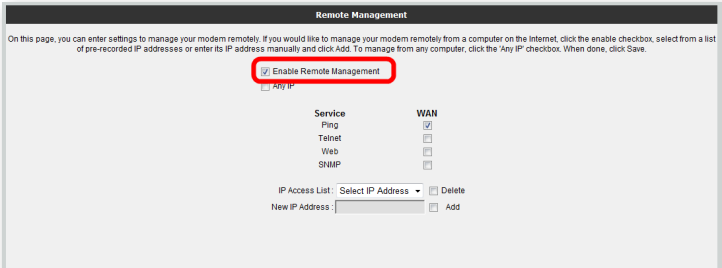 Remote Management
On this page, you can enter settings to manage your modem remotely. If you would like to manage your modem remotely from a computer on the Internet, click the enable checkbox, select from a list
of pre-recorded IP addresses or enter its IP address manually and click Add. To manage from any computer, click the 'Any IP' checkbox. When done, click Save.
Enable Remote Management
Any IP
Service WAN
Ping
Telnet
Web
SNMP
IP Access List : Select IP Address Delete
New IP Address : Add